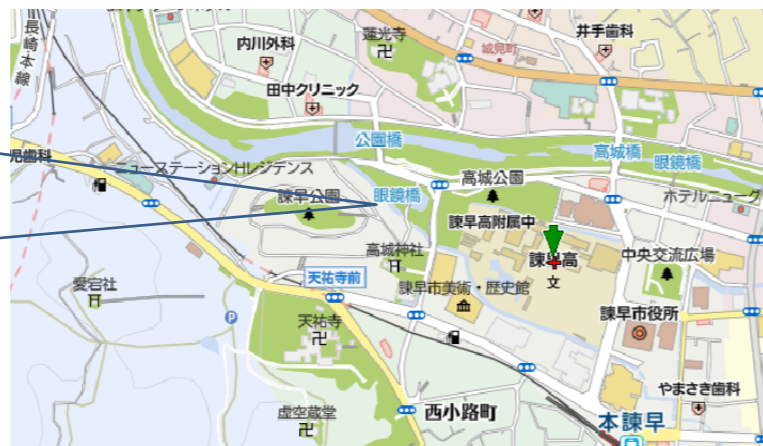 長崎本線
内川外科
蓮光寺
城見町
井手歯科
田中クリニック
公園橋
高城橋
眼鏡橋
児歯科
ニューステーションHレジデンス
諫早公園
眼鏡橋
高城公園
ホテルニューグ
諫早高附属中
高城神社
諫早高
中央交流広場
文
天祐寺前
諫早市美術・歴史館
愛宕社
P
天祐寺
諫早市役所
やまさき歯科
虚空蔵堂
西小路町
本諫早